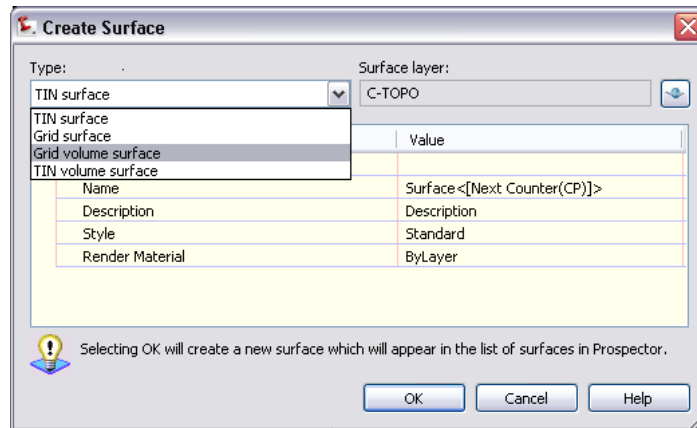 Create Surface
Type:
Surface layer:
TIN surface
C-TOPO
TIN surface
Grid surface
Grid volume surface
TIN volume surface
Value
Name
Surface<[Next Counter(CP)]>
Description
Description
Style
Standard
Render Material
ByLayer
Selecting OK will create a new surface which will appear in the list of surfaces in Prospector.
OK
Cancel
Help